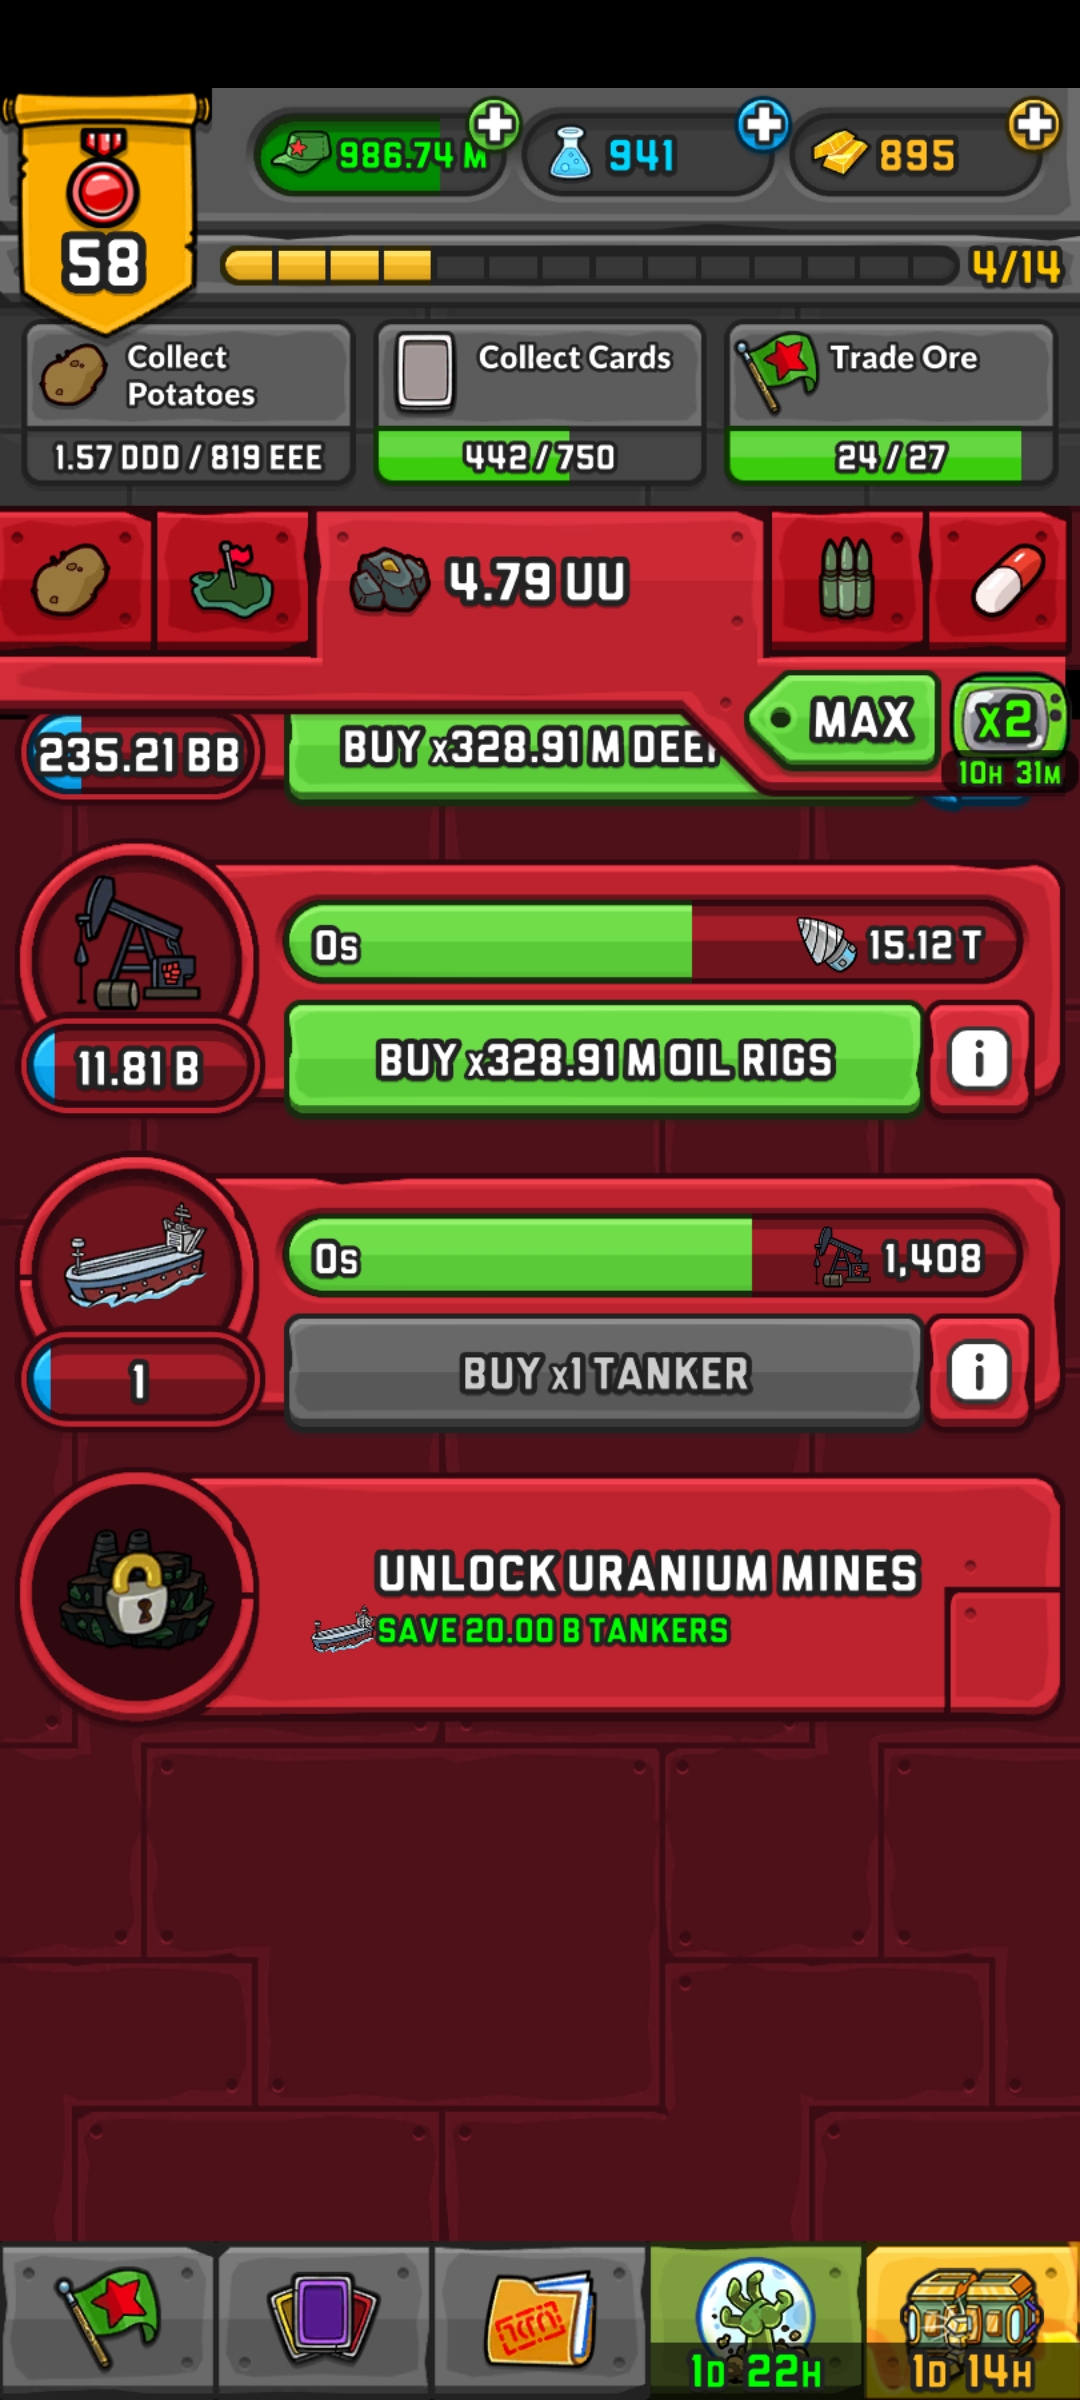 58
986.74 M
941
895
4/14
Collect
Potatoes
1.57 DDD / 819 EEE
Collect Cards
442/750
Trade Ore
24/27
4.79 UU
MAX
x2
10H 31M
235.21 BB
BUY x328.91 M
0s
15.12 T
11.81 B
BUY x328.91 M OIL RIGS
i
0s
1,408
1
BUY x1 TANKER
i
UNLOCK URANIUM MINES
SAVE 20.00 B TANKERS
1D 22H
1D 14H